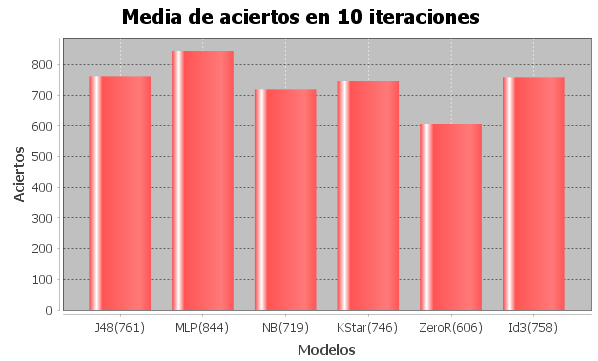 Media de aciertos en 10 iteraciones
Aciertos
800
700
600
500
400
300
200
100
0
J48(761) MLP(844) NB(719) KStar(746) ZeroR(606) Id3(758)
Modelos